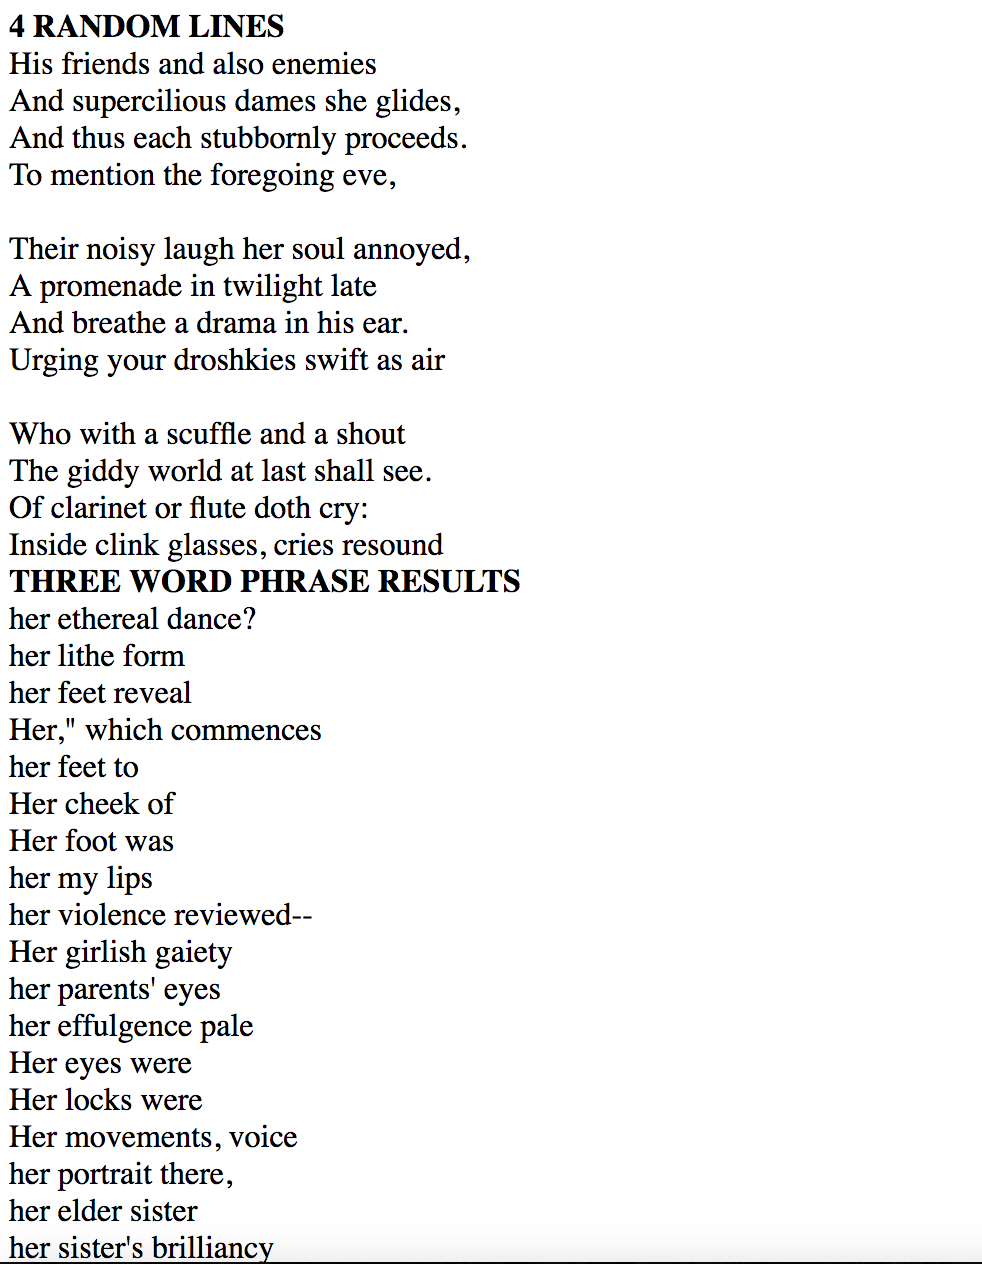 4 RANDOM LINES
His friends and also enemies
And supercilious dames she glides,
And thus each stubbornly proceeds.
To mention the foregoing eve,

Their noisy laugh her soul annoyed,
A promenade in twilight late
And breathe a drama in his ear.
Urging your droshkies swift as air

Who with a scuffle and a shout
The giddy world at last shall see.
Of clarinet or flute doth cry:
Inside clink glasses, cries resound
THREE WORD PHRASE RESULTS
her ethereal dance?
her lithe form
her feet reveal
Her," which commences
her feet to
Her cheek of
Her foot was
her my lips
her violence reviewed--
Her girlish gaiety
her parents' eyes
her effulgence pale
Her eyes were
Her locks were
Her movements, voice
her portrait there,
her elder sister
her sister's brilliancy